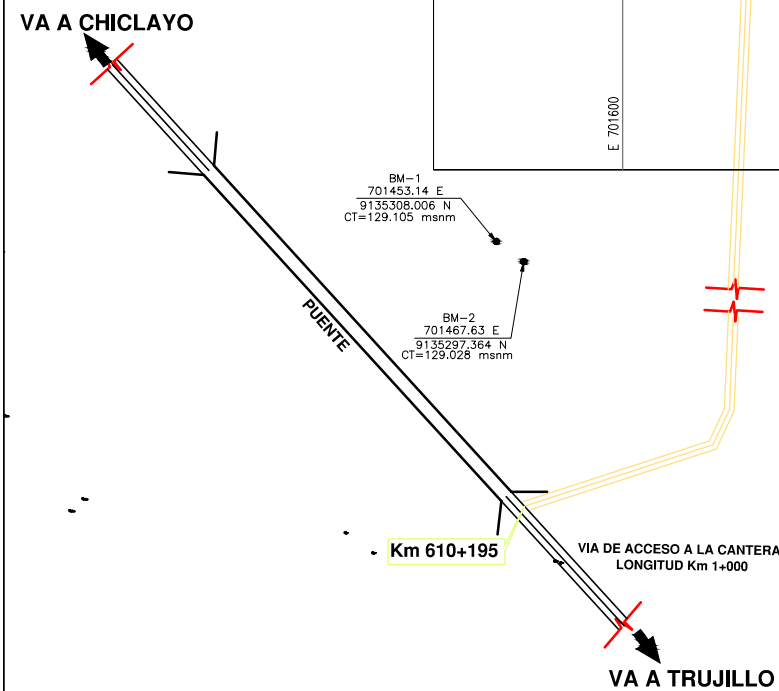 VA A CHICLAYO
E 701600
BM-1
701453.14 E
9135308.006 N
CT=129.105 msnm
PUENTE
BM-2
701467.63 E
9135297.364 N
CT=129.028 msnm
Km 610+195
VIA DE ACCESO A LA CANTERA
LONGITUD Km 1+000
VA A TRUJILLO